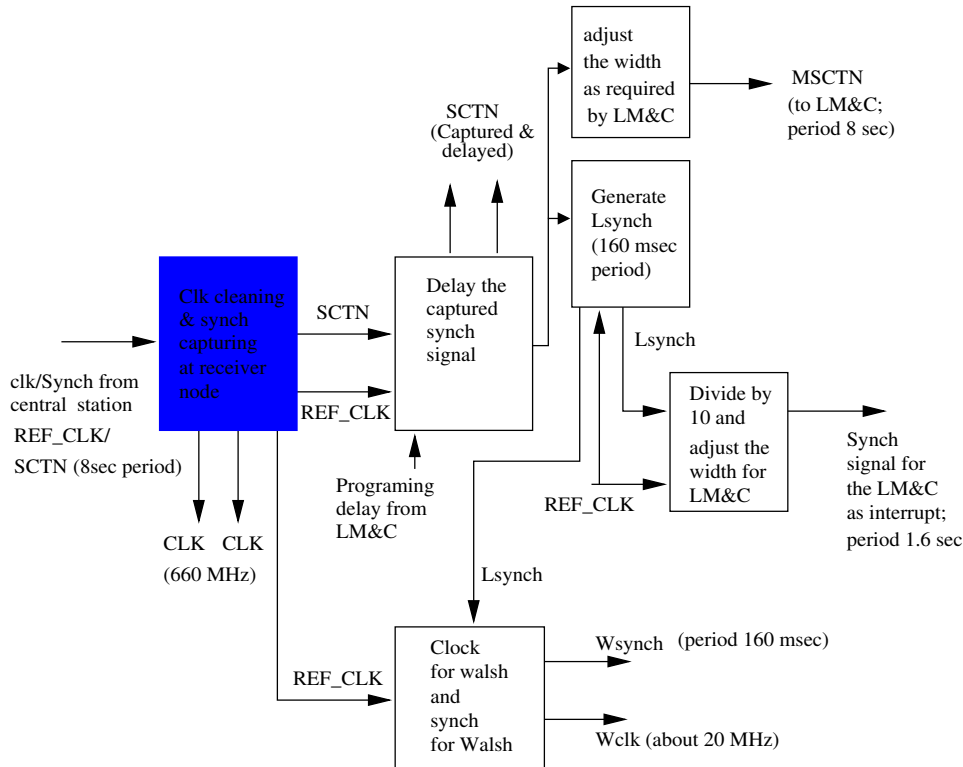 adjust
the width
as required
by LM&C
MSCTN
(to LM&C;
period 8 sec)
SCTN
(Captured &
delayed)
Generate
Lsynch
(160 msec
period)
Clk cleaning
& synch
capturing
at receiver
node
SCTN
REF_CLK
Delay the
captured
synch
signal
Lsynch
clk/Synch from
central station
REF_CLK/
SCTN (8sec period)
Divide by
10 and
adjust the
width for
LM&C
Synch
signal for
the LM&C
as interrupt;
period 1.6 sec
Programing
delay from
LM&C
REF_CLK
CLK CLK
(660 MHz)
Lsynch
REF_CLK
Clock
for walsh
and
synch
for Walsh
Wsynch (period 160 msec)
Wclk (about 20 MHz)